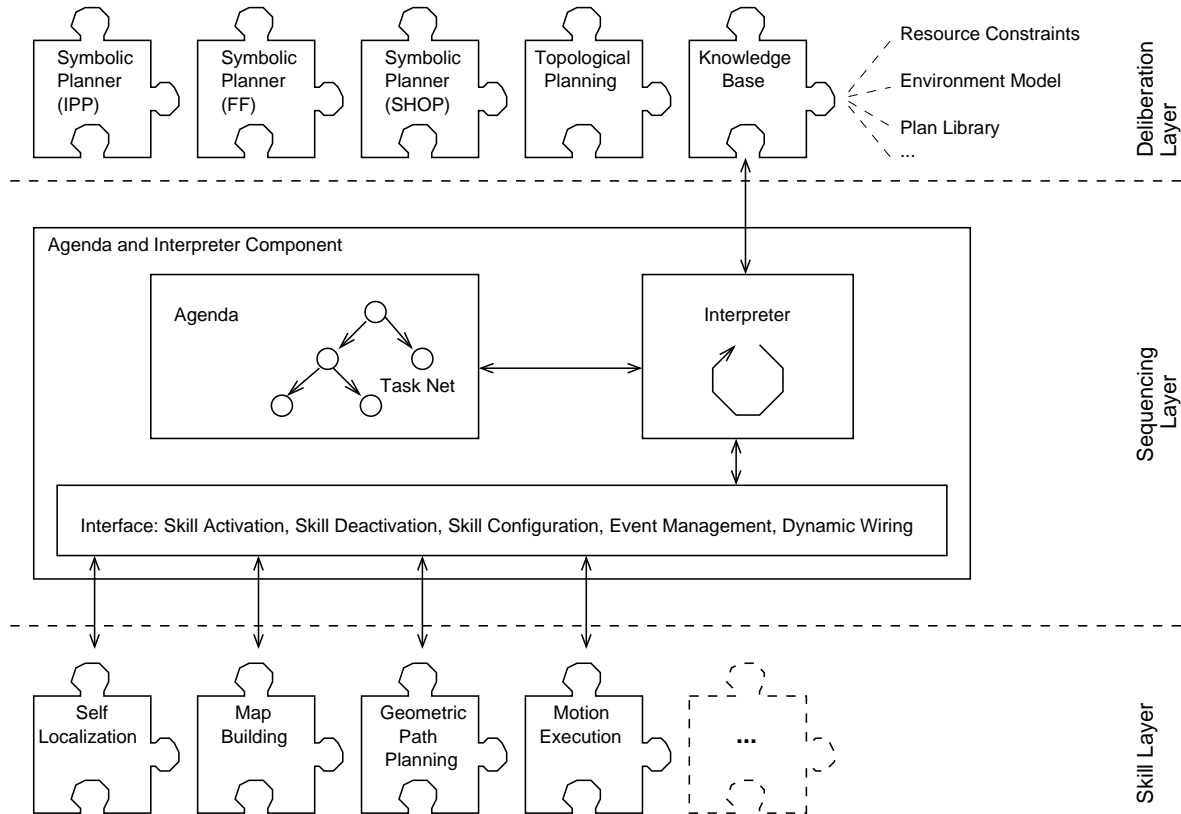 Symbolic
Planner
(IPP)
Symbolic
Planner
(FF)
Symbolic
Planner
(SHOP)
Topological
Planning
Knowledge
Base
Resource Constraints
Environment Model
Plan Library
...
Deliberation
Layer
Agenda and Interpreter Component
Agenda
Task Net
Interpreter
Interface: Skill Activation, Skill Deactivation, Skill Configuration, Event Management, Dynamic Wiring
Sequencing
Layer
Self
Localization
Map
Building
Geometric
Path
Planning
Motion
Execution
...
Skill Layer